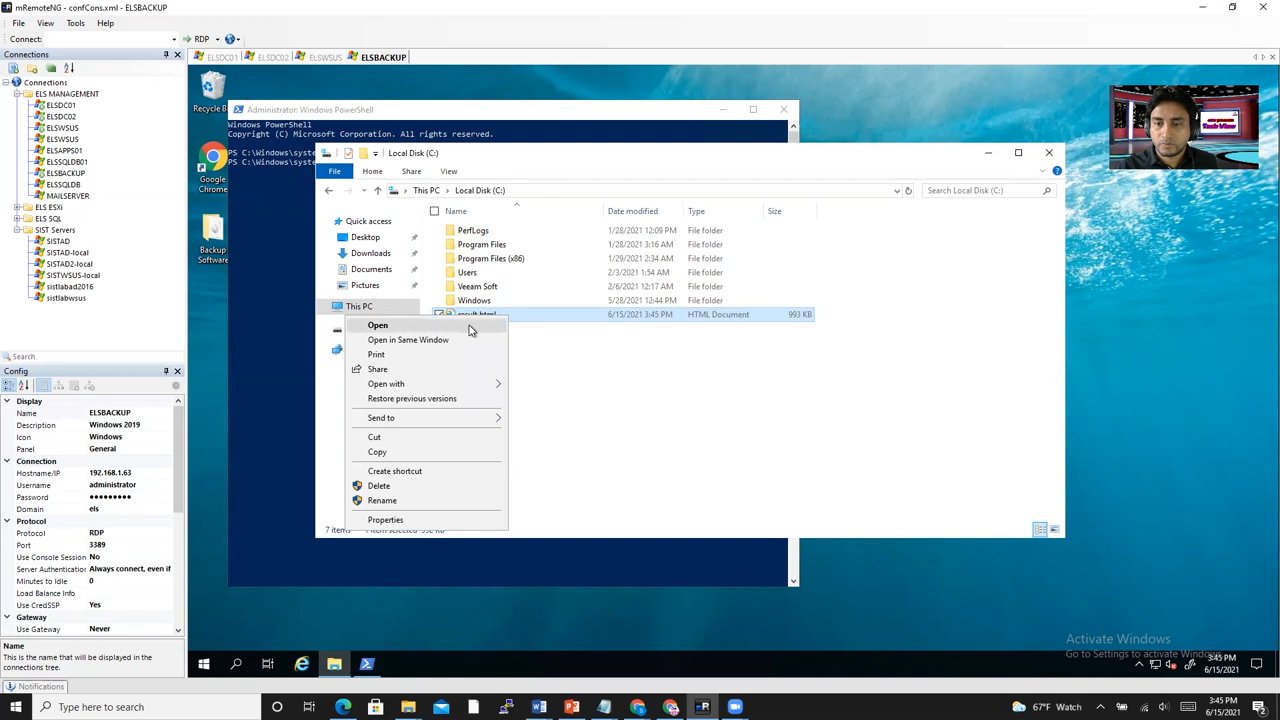 mRemoteNG - confCons.xml - ELSBACKUP
File View Tools Help
Connect: RDP
Connections
ELSDC01 ELSDC02 ELSWSUS ELSBACKUP
Connections
ELS MANAGEMENT
ELSDC01
ELSDC02
ELSWSUS
ELSWSUS
ELSAPPS01
ELSSQLDB01
ELSBACKUP
ELSSQLDB
MAILSERVER
ELS ESXi
ELS SQL
SIST Servers
SISTAD
SISTAD-local
SISTAD2-local
SISTWSUS-local
sistlabad2016
sistlabwsus
Search
Config
Display
Name ELSBACKUP
Description Windows 2019
Icon Windows
Panel General
Connection
Hostname/IP 192.168.1.63
Username administrator
Password •••••••••
Domain els
Protocol
Protocol RDP
Port 3389
Use Console Session No
Server Authentication Always connect, even if
Minutes to Idle 0
Load Balance Info
Use CredSSP Yes
Gateway
Use Gateway Never
Name
This is the name that will be displayed in the connections tree.
Notifications
Recycle B
Google Chrome
Backup Software
Administrator: Windows PowerShell
Windows PowerShell
Copyright (C) Microsoft Corporation. All rights reserved.
PS C:\Windows\syste
PS C:\Windows\syste
Local Disk (C:)
File Home Share View
This PC Local Disk (C:) Search Local Disk (C:)
Name Date modified Type Size
Quick access
Desktop
Downloads
Documents
Pictures
This PC
PerfLogs 1/28/2021 12:09 PM File folder
Program Files 1/28/2021 3:16 AM File folder
Program Files (x86) 1/29/2021 2:34 AM File folder
Users 2/3/2021 1:54 AM File folder
Veeam Soft 2/6/2021 12:17 AM File folder
Windows 5/28/2021 12:44 PM File folder
result.html 6/15/2021 3:45 PM HTML Document 993 KB
Open
Open in Same Window
Print
Share
Open with
Restore previous versions
Send to
Cut
Copy
Create shortcut
Delete
Rename
Properties
7 items
Tech View
Activate Windows
Go to Settings to activate Windows
3:45 PM
6/15/2021
Type here to search
67°F Watch
3:45 PM
6/15/2021